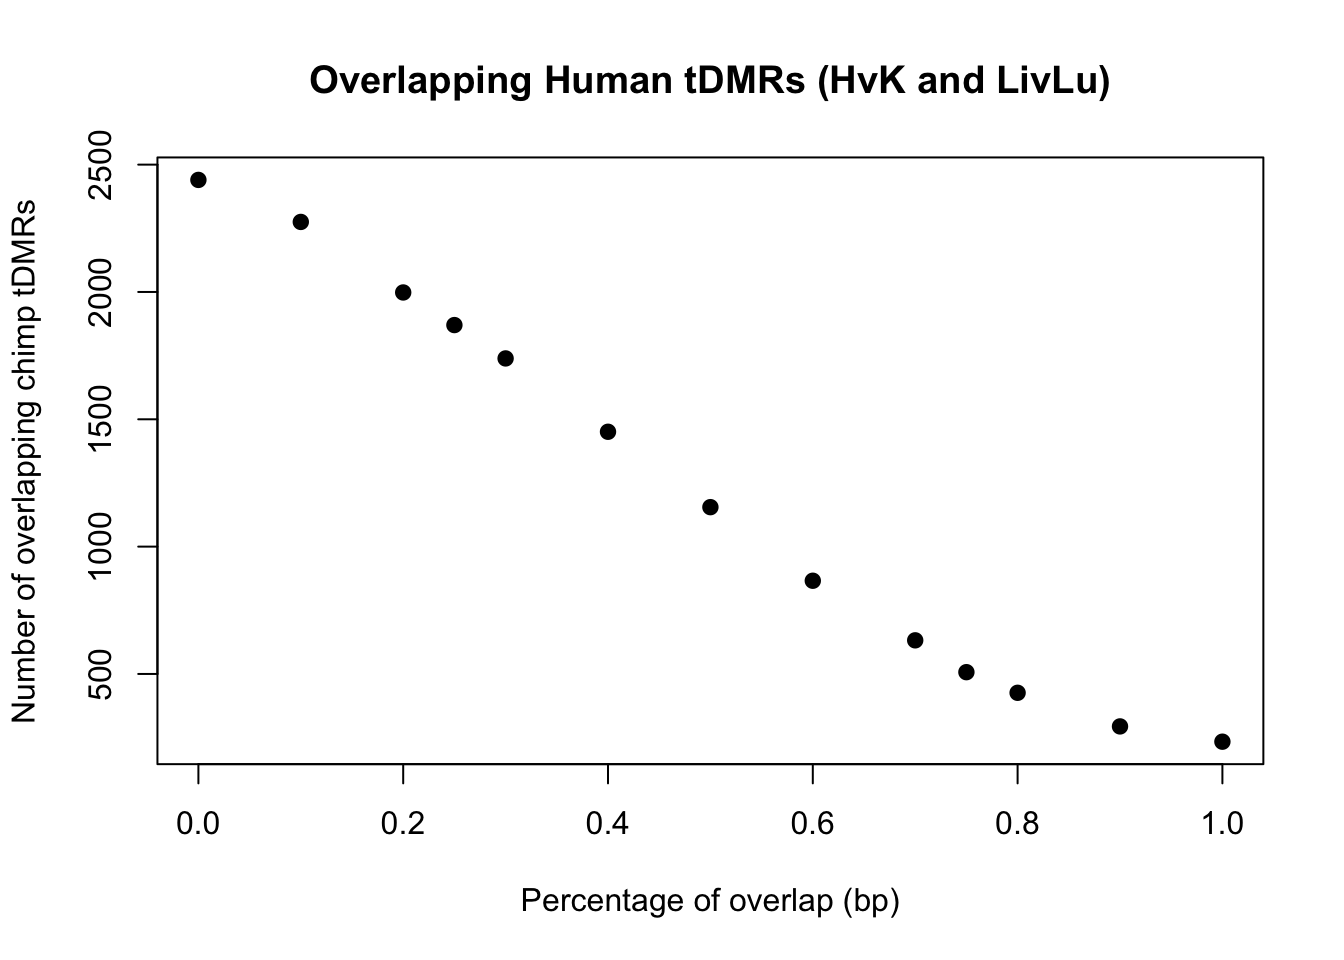 Overlapping Human tDMRs (HvK and LivLu)
Number of overlapping chimp tDMRs
2500
2000
1500
1000
500
0.0 0.2 0.4 0.6 0.8 1.0
Percentage of overlap (bp)